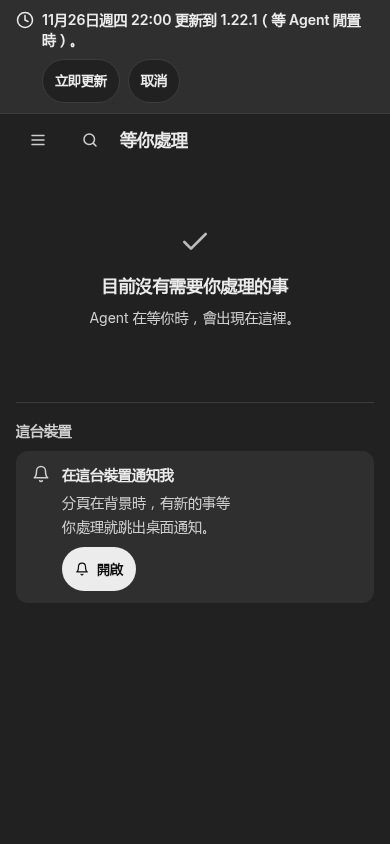 11月26日週四 22:00 更新到 1.22.1（等 Agent 閒置
時）。
立即更新
取消
等你處理
目前沒有需要你處理的事
Agent 在等你時，會出現在這裡。
這台裝置
在這台裝置通知我
分頁在背景時，有新的事等
你處理就跳出桌面通知。
開啟